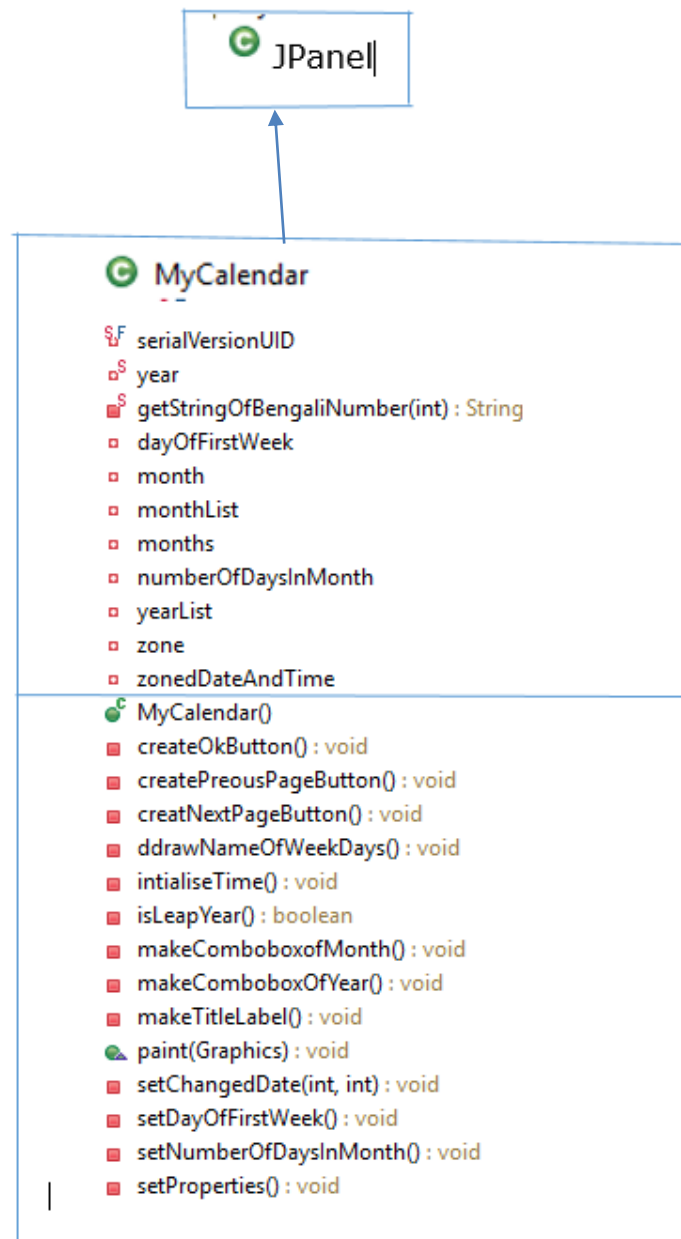 JPanel
MyCalendar
serialVersionUID
year
getStringOfBengaliNumber(int) : String
dayOfFirstWeek
month
monthList
months
numberOfDaysInMonth
yearList
zone
zonedDateAndTime
MyCalendar()
createOkButton() : void
createPreousPageButton() : void
creatNextPageButton() : void
ddrawNameOfWeekDays() : void
intialiseTime() : void
isLeapYear() : boolean
makeComboboxofMonth() : void
makeComboboxOfYear() : void
makeTitleLabel() : void
paint(Graphics) : void
setChangedDate(int, int) : void
setDayOfFirstWeek() : void
setNumberOfDaysInMonth() : void
setProperties() : void